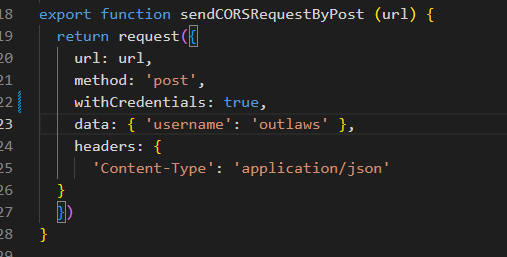 18 export function sendCORSRequestByPost (url) {
19   return request({
20     url: url,
21     method: 'post',
22     withCredentials: true,
23     data: { 'username': 'outlaws' },
24     headers: {
25       'Content-Type': 'application/json'
26   }
27   })
28 }
29